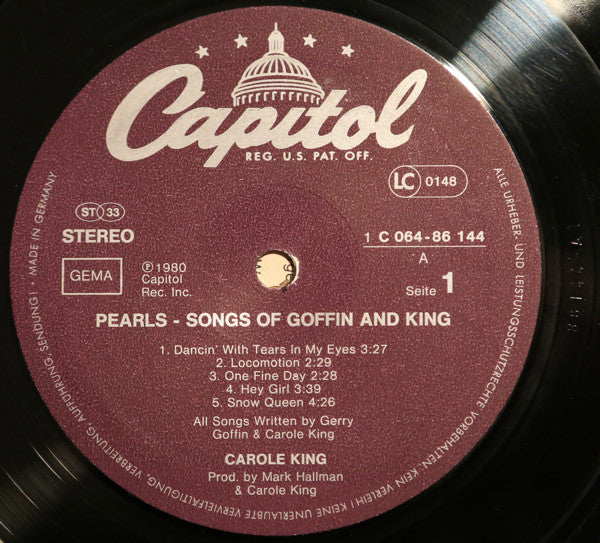 Capitol
REG. U.S. PAT. OFF.
LC 0148
ST 33
STEREO
GEMA
℗ 1980
Capitol
Rec. Inc.
1 C 064-86 144
A
Seite 1
PEARLS - SONGS OF GOFFIN AND KING
1. Dancin' With Tears In My Eyes 3:27
2. Locomotion 2:29
3. One Fine Day 2:28
4. Hey Girl 3:39
5. Snow Queen 4:26
All Songs Written by Gerry
Goffin & Carole King
CAROLE KING
Prod. by Mark Hallman
& Carole King
ALLE URHEBER- UND LEISTUNGSSCHUTZRECHTE VORBEHALTEN · KEIN VERLEIH ! KEINE UNERLAUBTE VERVIELFÄLTIGUNG, VERBREITUNG, AUFFÜHRUNG, SENDUNG ! · MADE IN GERMANY